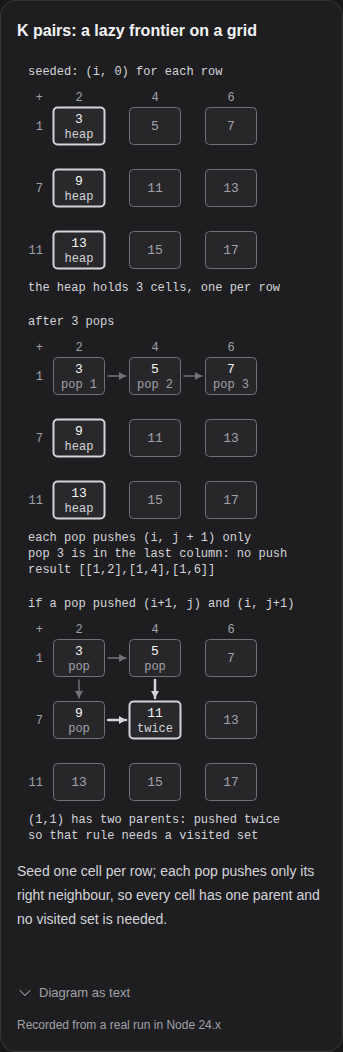 K pairs: a lazy frontier on a grid
seeded: (i, 0) for each row
+ 2 4 6
1 3 5 7
heap
7 9 11 13
heap
11 13 15 17
heap
the heap holds 3 cells, one per row
after 3 pops
+ 2 4 6
1 3 5 7
pop 1 pop 2 pop 3
7 9 11 13
heap
11 13 15 17
heap
each pop pushes (i, j + 1) only
pop 3 is in the last column: no push
result [[1,2],[1,4],[1,6]]
if a pop pushed (i+1, j) and (i, j+1)
+ 2 4 6
1 3 5 7
pop pop
7 9 11 13
pop twice
11 13 15 17
(1,1) has two parents: pushed twice
so that rule needs a visited set
Seed one cell per row; each pop pushes only its
right neighbour, so every cell has one parent and
no visited set is needed.
Diagram as text
Recorded from a real run in Node 24.x